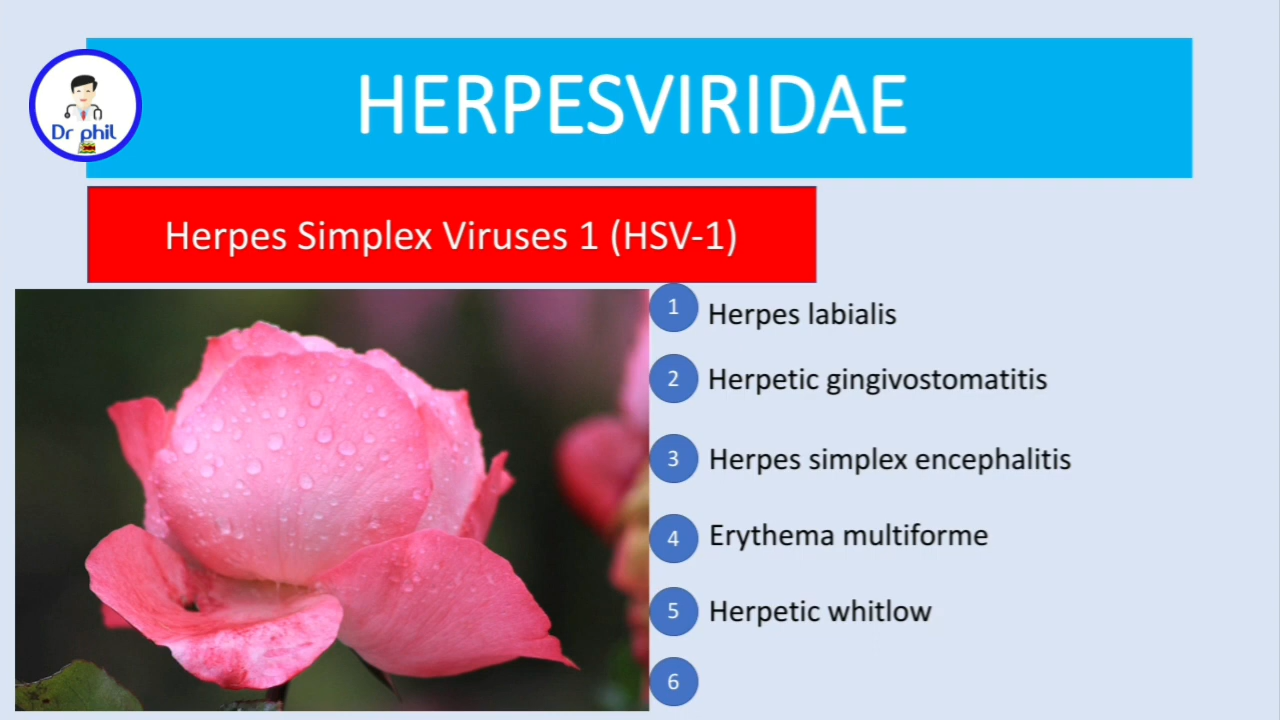 Dr phil
HERPESVIRIDAE
Herpes Simplex Viruses 1 (HSV-1)
1 Herpes labialis
2 Herpetic gingivostomatitis
3 Herpes simplex encephalitis
4 Erythema multiforme
5 Herpetic whitlow
6